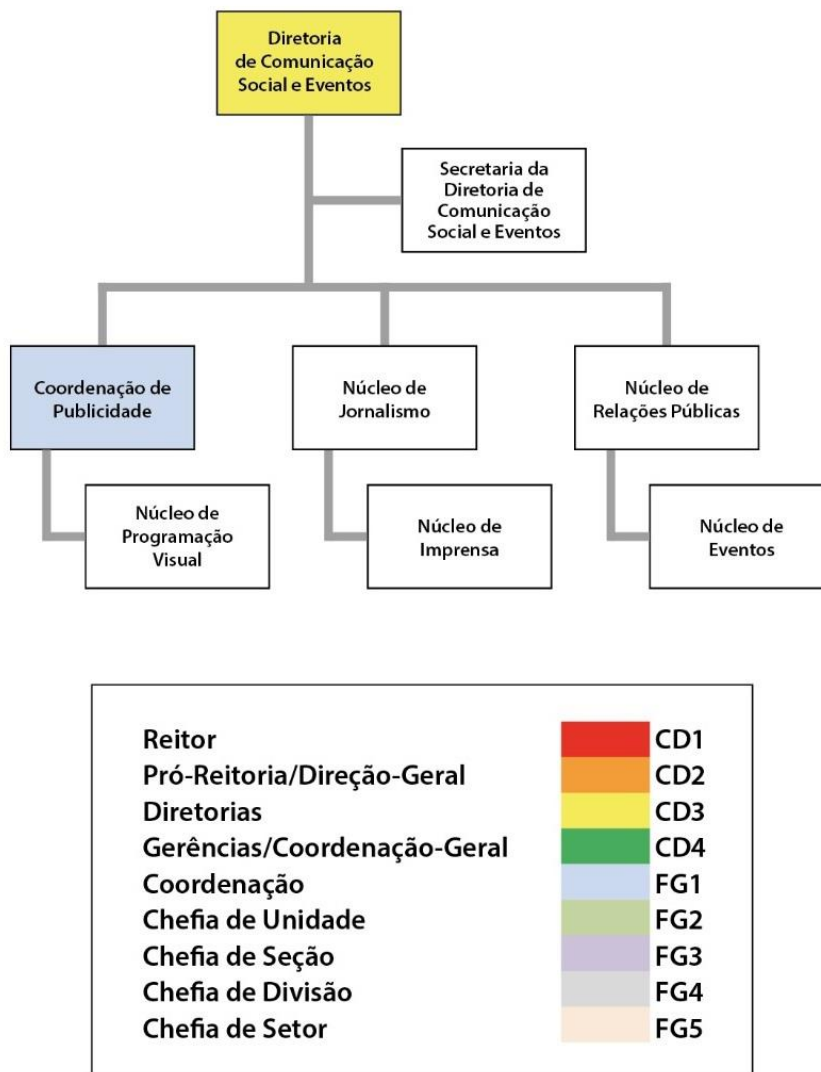 Diretoria
de Comunicação
Social e Eventos
Secretaria da
Diretoria de
Comunicação
Social e Eventos
Coordenação de
Publicidade
Núcleo de
Jornalismo
Núcleo de
Relações Públicas
Núcleo de
Programação
Visual
Núcleo de
Imprensa
Núcleo de
Eventos
Reitor CD1
Pró-Reitoria/Direção-Geral CD2
Diretorias CD3
Gerências/Coordenação-Geral CD4
Coordenação FG1
Chefia de Unidade FG2
Chefia de Seção FG3
Chefia de Divisão FG4
Chefia de Setor FG5